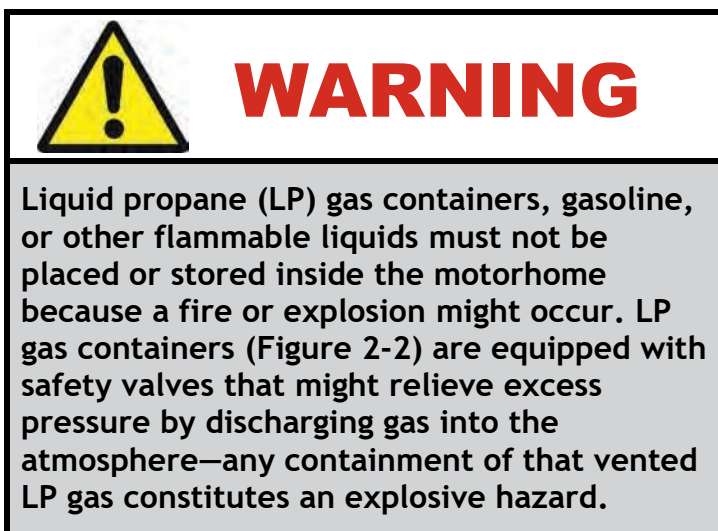 WARNING
Liquid propane (LP) gas containers, gasoline,
or other flammable liquids must not be
placed or stored inside the motorhome
because a fire or explosion might occur. LP
gas containers (Figure 2-2) are equipped with
safety valves that might relieve excess
pressure by discharging gas into the
atmosphere—any containment of that vented
LP gas constitutes an explosive hazard.